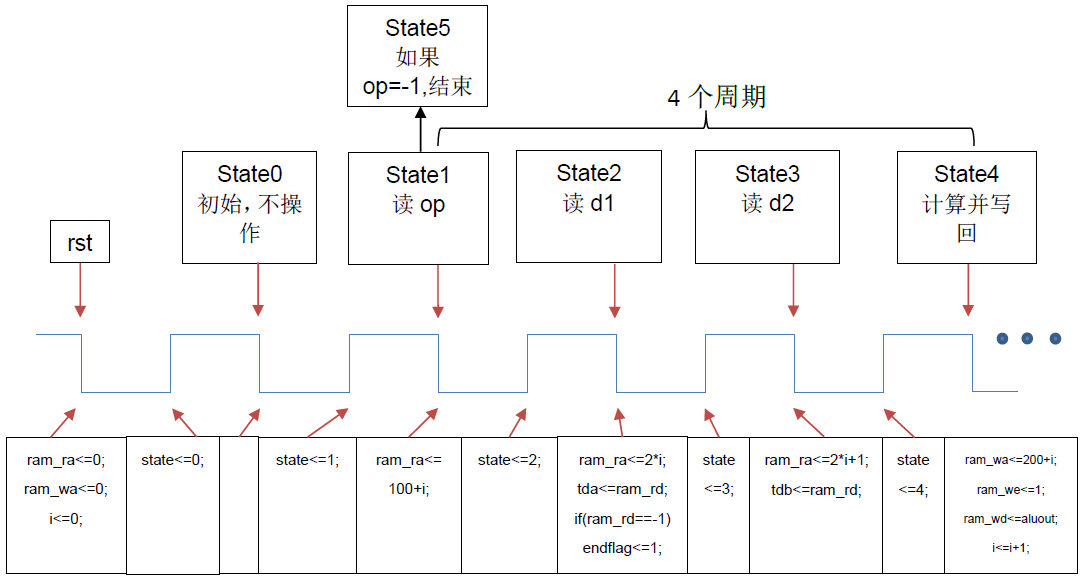 State5
如果
op=-1,结束
4 个周期
rst
State0
初始，不操
作
State1
读 op
State2
读 d1
State3
读 d2
State4
计算并写
回
ram_ra<=0;
ram_wa<=0;
i<=0;
state<=0;
state<=1;
ram_ra<=
100+i;
state<=2;
ram_ra<=2*i;
tda<=ram_rd;
if(ram_rd==-1)
endflag<=1;
state
<=3;
ram_ra<=2*i+1;
tdb<=ram_rd;
state
<=4;
ram_wa<=200+i;
ram_we<=1;
ram_wd<=aluout;
i<=i+1;